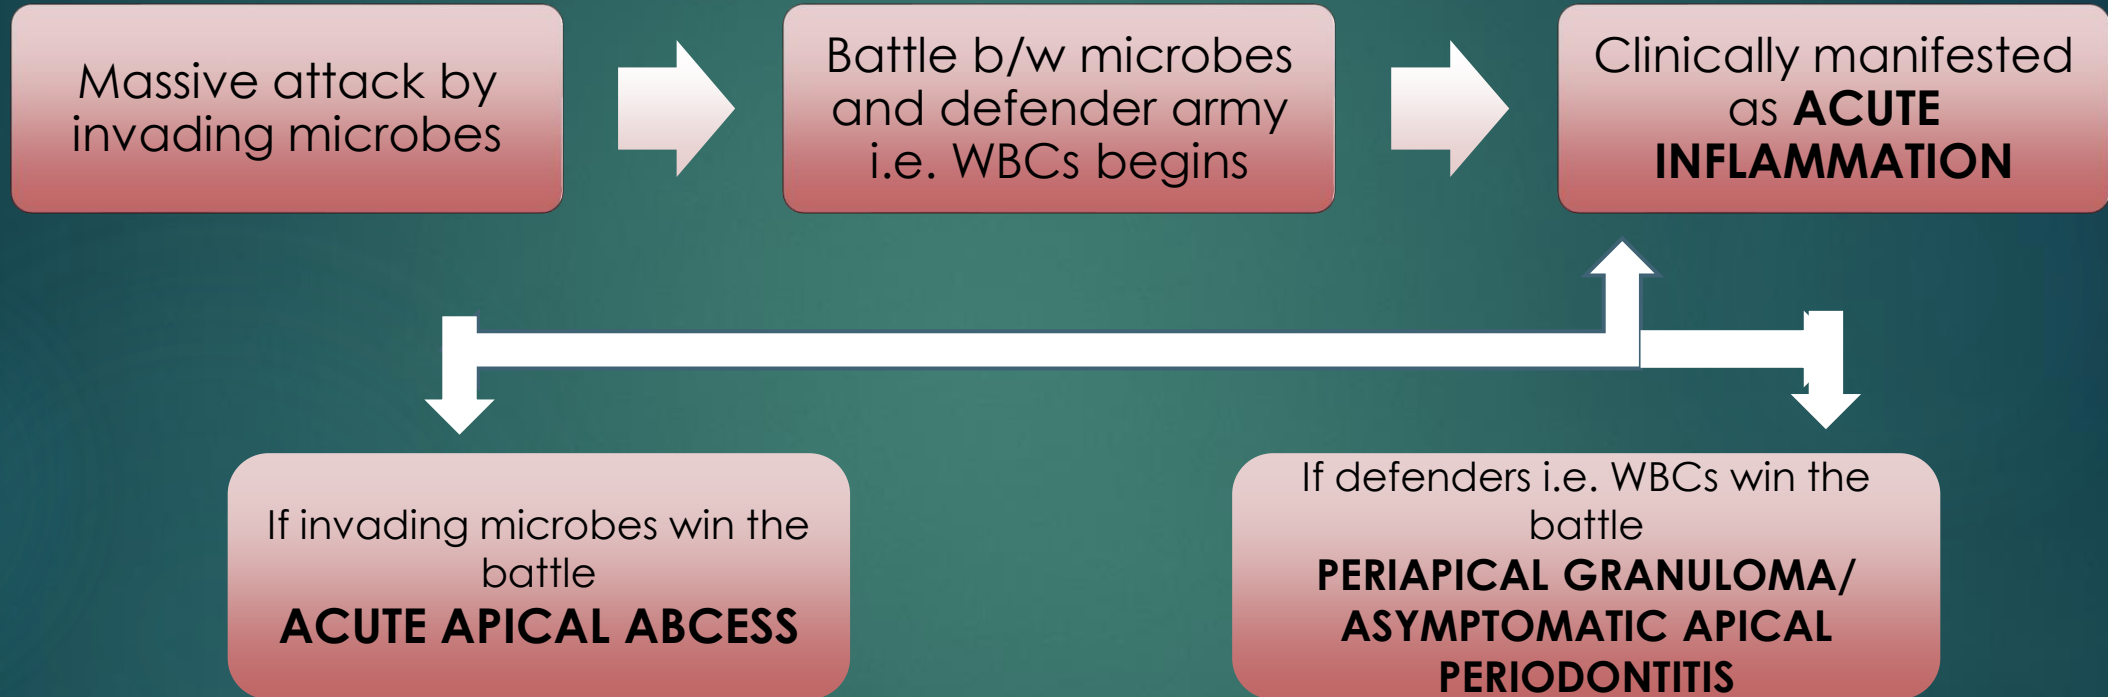 Massive attack by
invading microbes
Battle b/w microbes
and defender army
i.e. WBCs begins
Clinically manifested
as ACUTE
INFLAMMATION
If invading microbes win the
battle
ACUTE APICAL ABCESS
If defenders i.e. WBCs win the
battle
PERIAPICAL GRANULOMA/
ASYMPTOMATIC APICAL
PERIODONTITIS